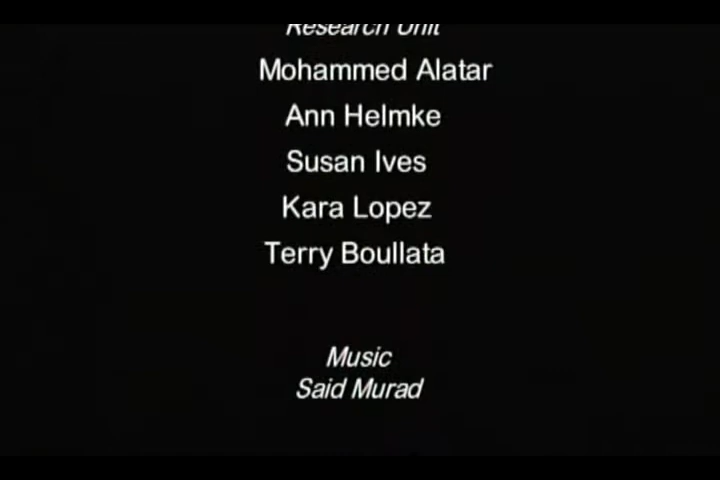 Research Unit
Mohammed Alatar
Ann Helmke
Susan Ives
Kara Lopez
Terry Boullata
Music
Said Murad